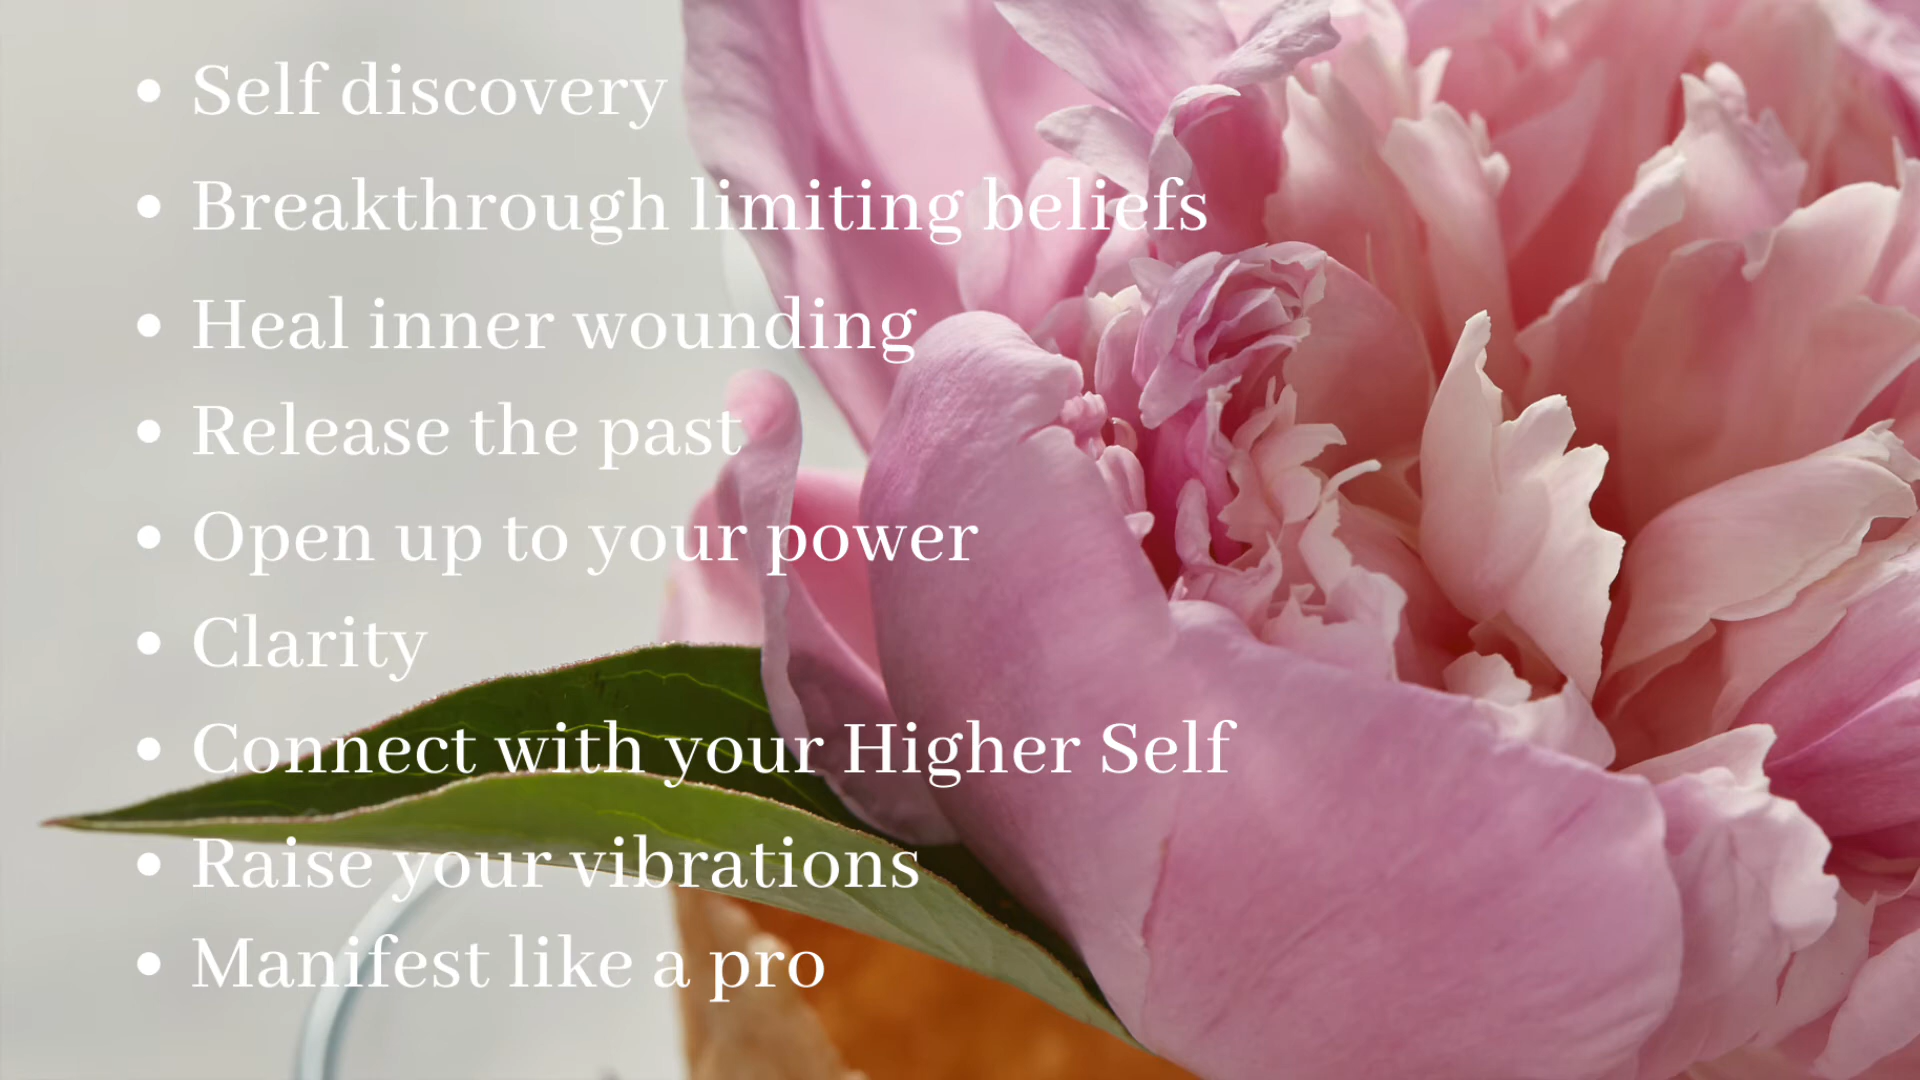 • Self discovery
• Breakthrough limiting beliefs
• Heal inner wounding
• Release the past
• Open up to your power
• Clarity
• Connect with your Higher Self
• Raise your vibrations
• Manifest like a pro